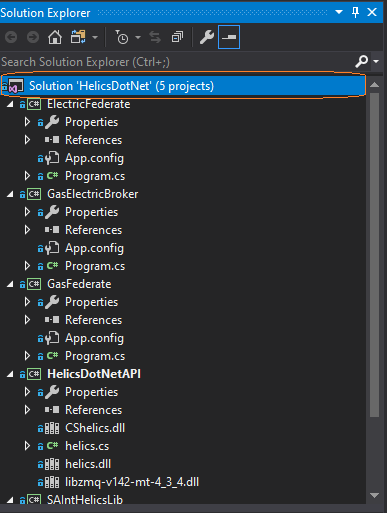 Solution Explorer
Search Solution Explorer (Ctrl+;)
Solution 'HelicsDotNet' (5 projects)
C# ElectricFederate
Properties
References
App.config
C# Program.cs
C# GasElectricBroker
Properties
References
App.config
C# Program.cs
C# GasFederate
Properties
References
App.config
C# Program.cs
C# HelicsDotNetAPI
Properties
References
CShelics.dll
C# helics.cs
helics.dll
libzmq-v142-mt-4_3_4.dll
C# SAIntHelicsLib